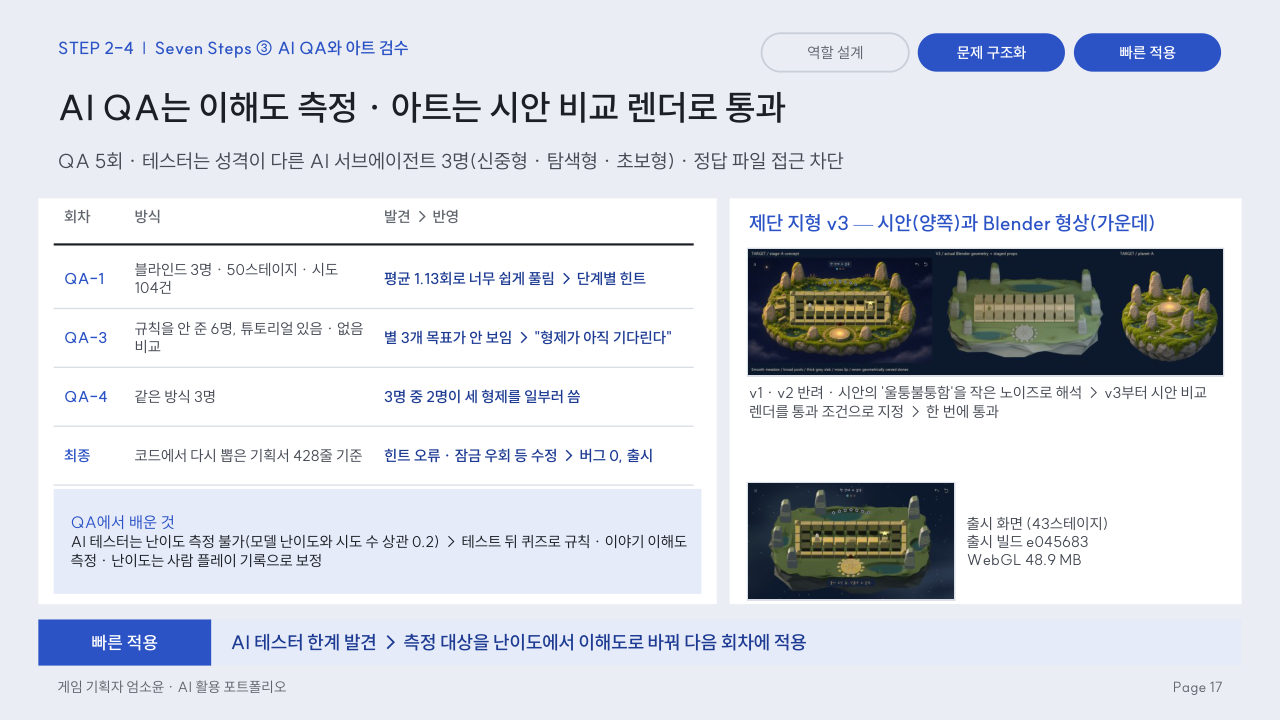 STEP 2-4 | Seven Steps ③ AI QA와 아트 검수
역할 설계
문제 구조화
빠른 적용
AI QA는 이해도 측정 · 아트는 시안 비교 렌더로 통과
QA 5회 · 테스터는 성격이 다른 AI 서브에이전트 3명(신중형 · 탐색형 · 초보형) · 정답 파일 접근 차단
회차 방식 발견 > 반영
QA-1 블라인드 3명 · 50스테이지 · 시도
104건
평균 1.13회로 너무 쉽게 풀림 > 단계별 힌트
QA-3 규칙을 안 준 6명, 튜토리얼 있음 · 없음
비교
별 3개 목표가 안 보임 > "형제가 아직 기다린다"
QA-4 같은 방식 3명 3명 중 2명이 세 형제를 일부러 씀
최종 코드에서 다시 뽑은 기획서 428줄 기준 힌트 오류 · 잠금 우회 등 수정 > 버그 0, 출시
QA에서 배운 것
AI 테스터로 불가(모델 난이도와 시도 수 상관 0.2) > 테스트 뒤 퀴즈로 규칙 · 이야기 이해도
측정 · 난이도는 사람 플레이 기록으로 보정
제단 지형 v3 — 시안(양쪽)과 Blender 형상(가운데)
TARGET / stage A concept
V3 / actual Blender geometry + staged props
TARGET / planet A
v1 · v2 반려 · 시안의 '울퉁불퉁함'을 작은 노이즈로 해석 > v3부터 시안 비교
렌더를 통과 조건으로 지정 > 한 번에 통과
출시 화면 (43스테이지)
출시 빌드 e045683
WebGL 48.9 MB
빠른 적용
AI 테스터 한계 발견 > 측정 대상을 난이도에서 이해도로 바꿔 다음 회차에 적용
게임 기획자 엄소윤 · AI 활용 포트폴리오
Page 17